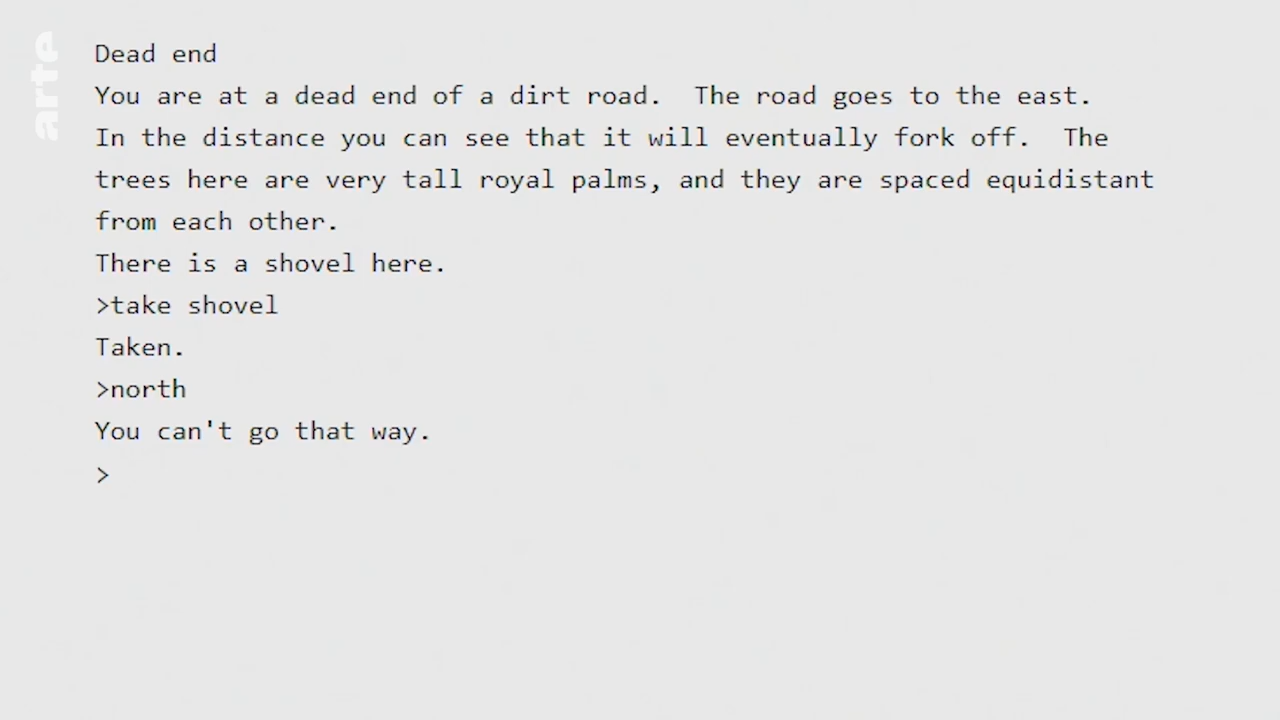 arte
Dead end
You are at a dead end of a dirt road.  The road goes to the east.
In the distance you can see that it will eventually fork off.  The
trees here are very tall royal palms, and they are spaced equidistant
from each other.
There is a shovel here.
>take shovel
Taken.
>north
You can't go that way.
>